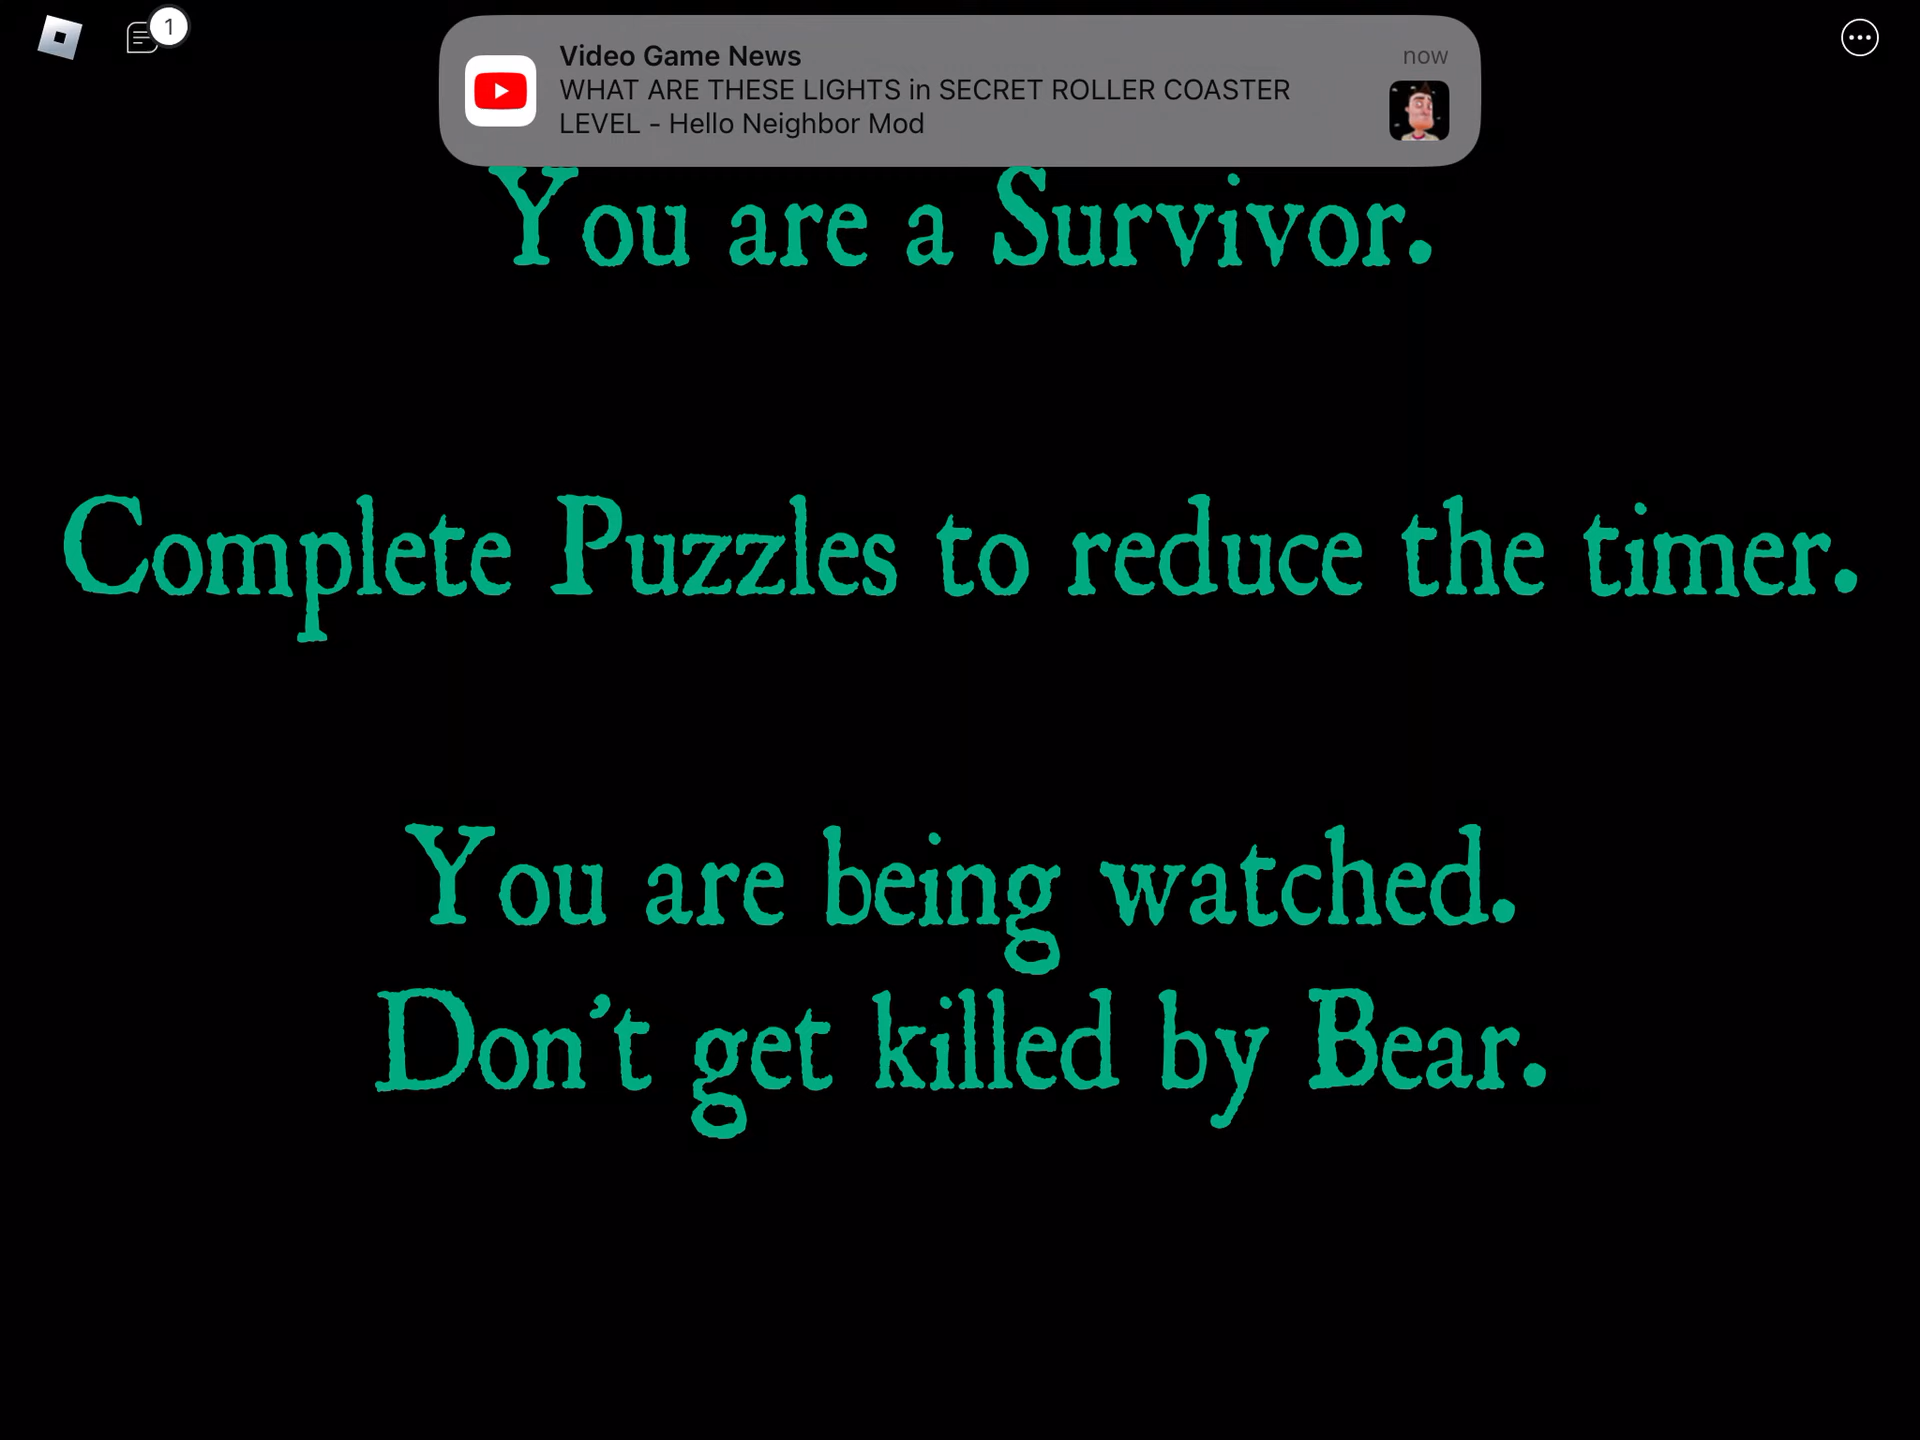 1
Video Game News
now
WHAT ARE THESE LIGHTS in SECRET ROLLER COASTER
LEVEL - Hello Neighbor Mod
You are a Survivor.
Complete Puzzles to reduce the timer.
You are being watched.
Don't get killed by Bear.